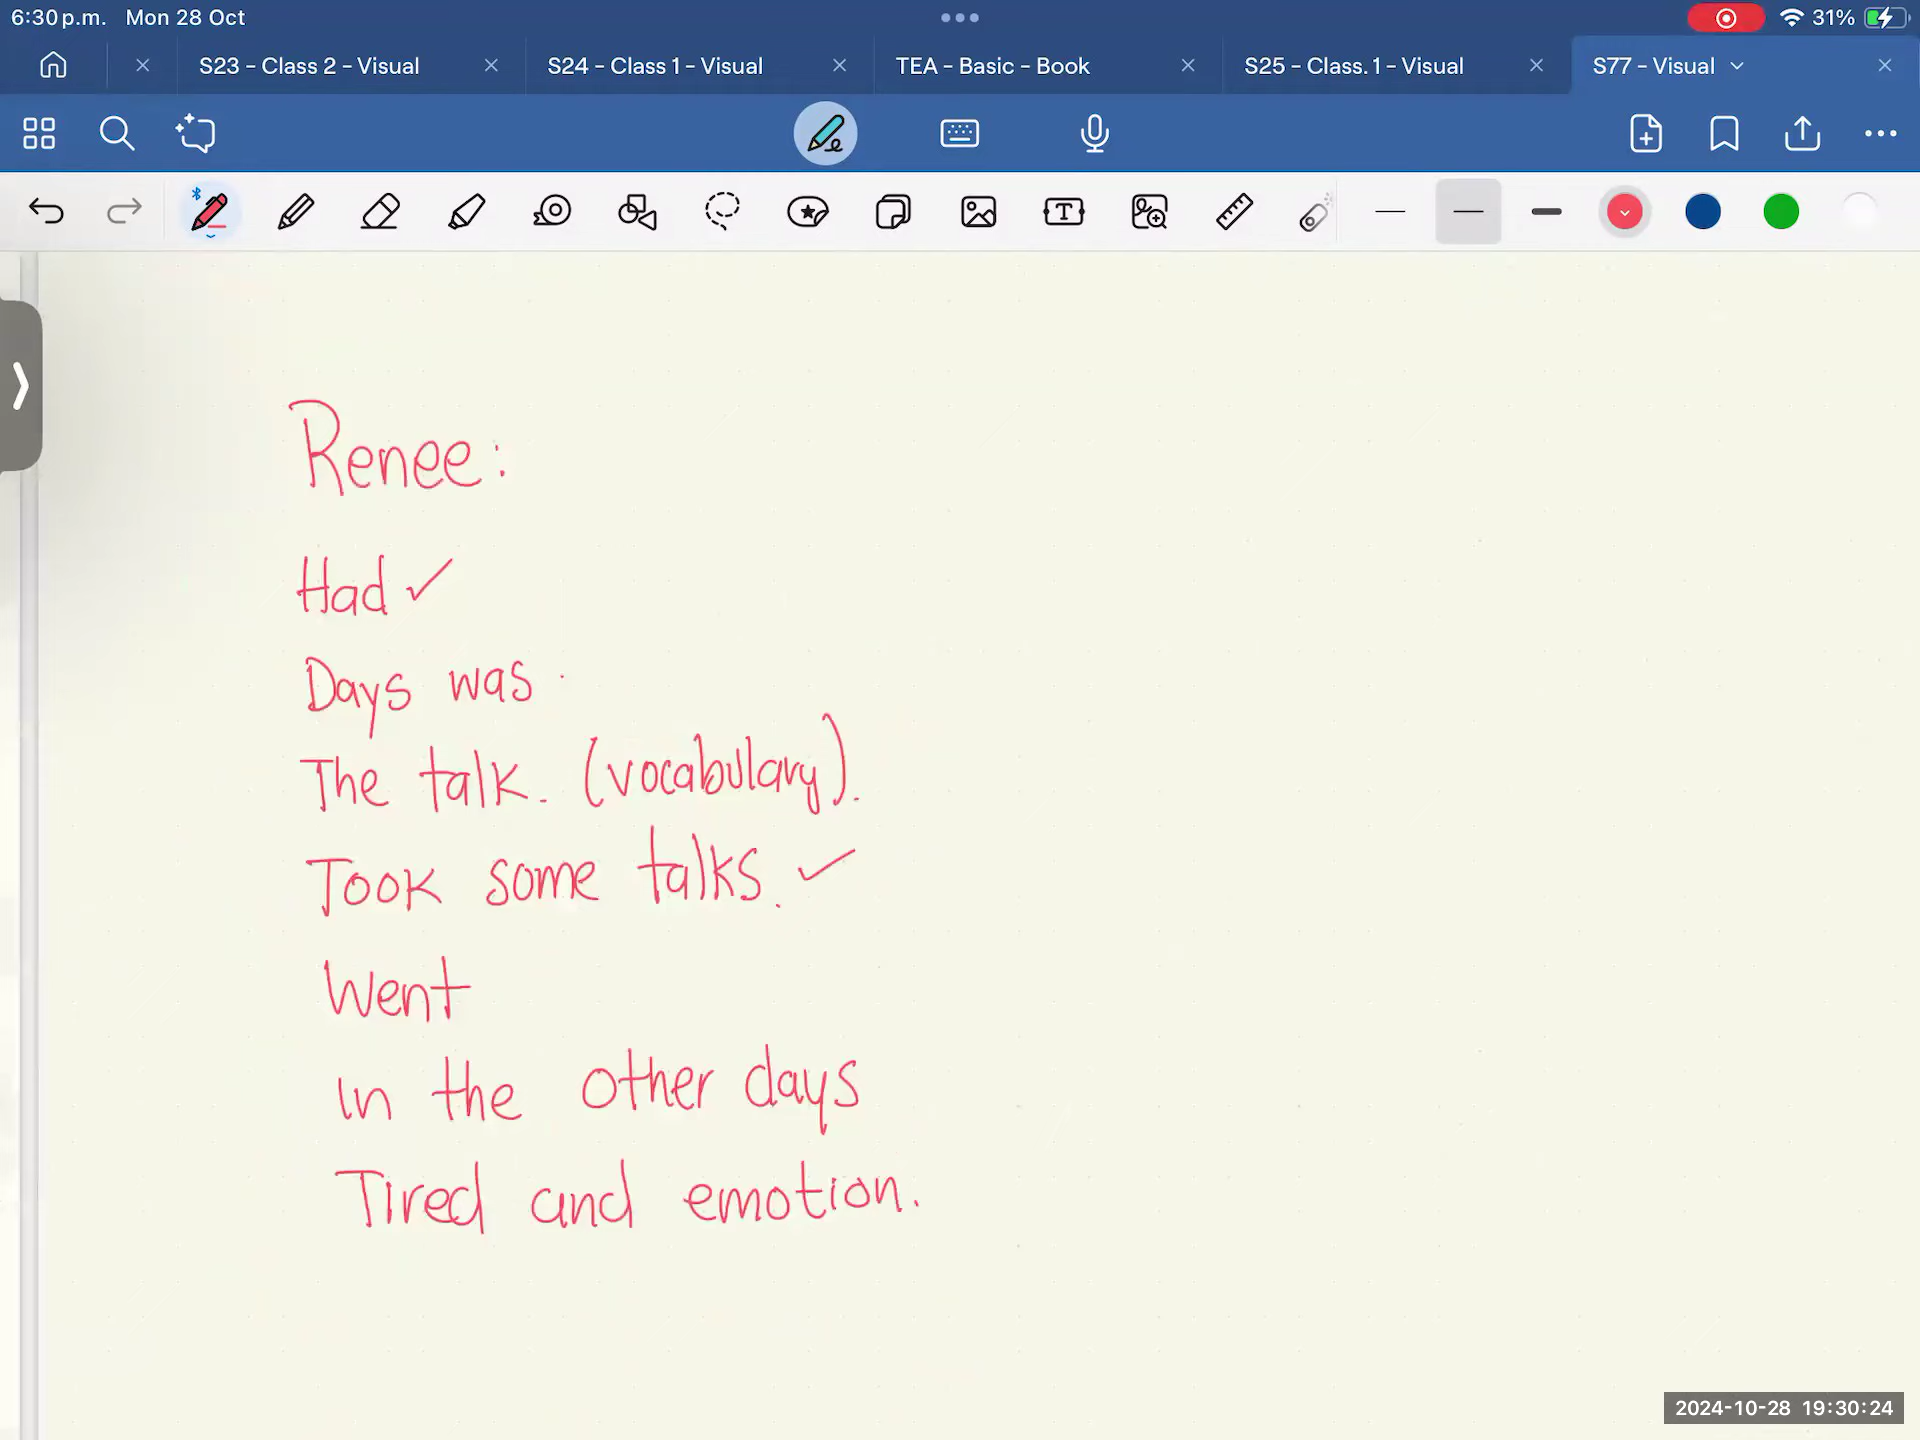 6:30 p.m. Mon 28 Oct
31%
S23 - Class 2 - Visual
S24 - Class 1 - Visual
TEA - Basic - Book
S25 - Class. 1 - Visual
S77 - Visual
Renee:
Had ✓
Days was .
The talk. (vocabulary).
Took some talks. ✓
Went
In the other days
Tired and emotion.
2024-10-28 19:30:24